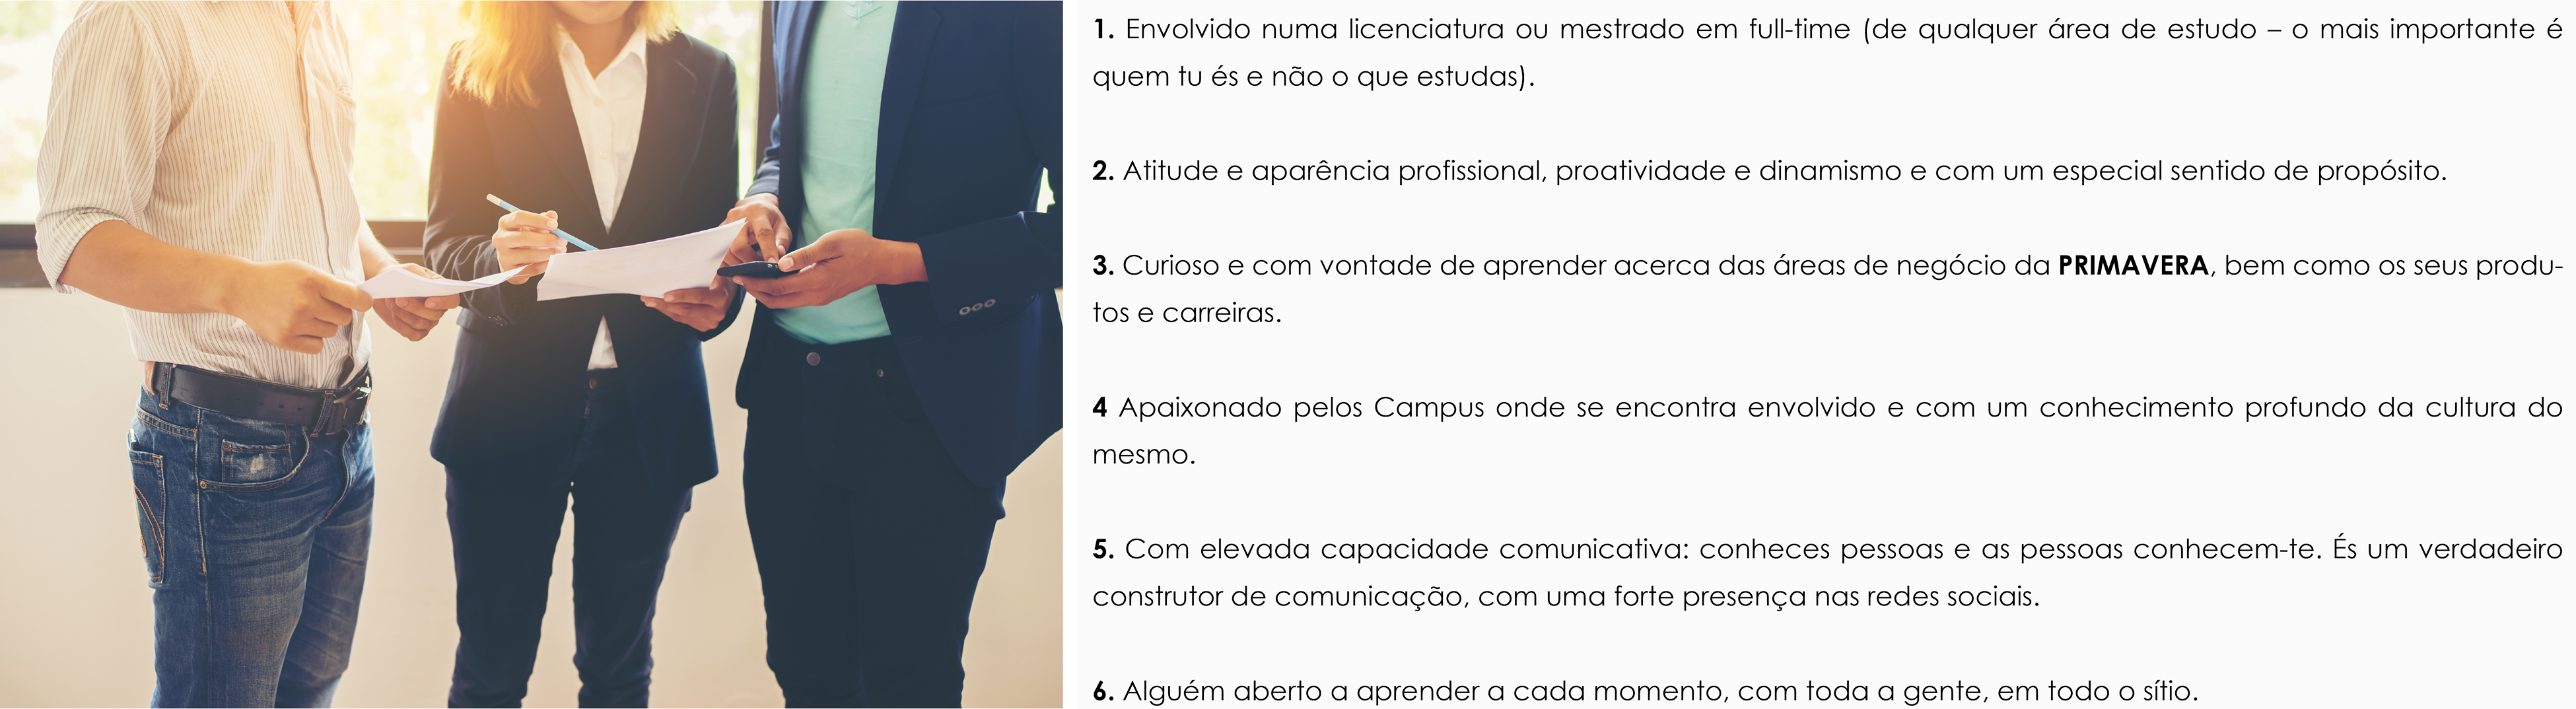 1. Envolvido numa licenciatura ou mestrado em full-time (de qualquer área de estudo – o mais importante é
quem tu és e não o que estudas).
2. Atitude e aparência profissional, proatividade e dinamismo e com um especial sentido de propósito.
3. Curioso e com vontade de aprender acerca das áreas de negócio da PRIMAVERA, bem como os seus produ-
tos e carreiras.
4 Apaixonado pelos Campus onde se encontra envolvido e com um conhecimento profundo da cultura do
mesmo.
5. Com elevada capacidade comunicativa: conheces pessoas e as pessoas conhecem-te. És um verdadeiro
construtor de comunicação, com uma forte presença nas redes sociais.
6. Alguém aberto a aprender a cada momento, com toda a gente, em todo o sítio.